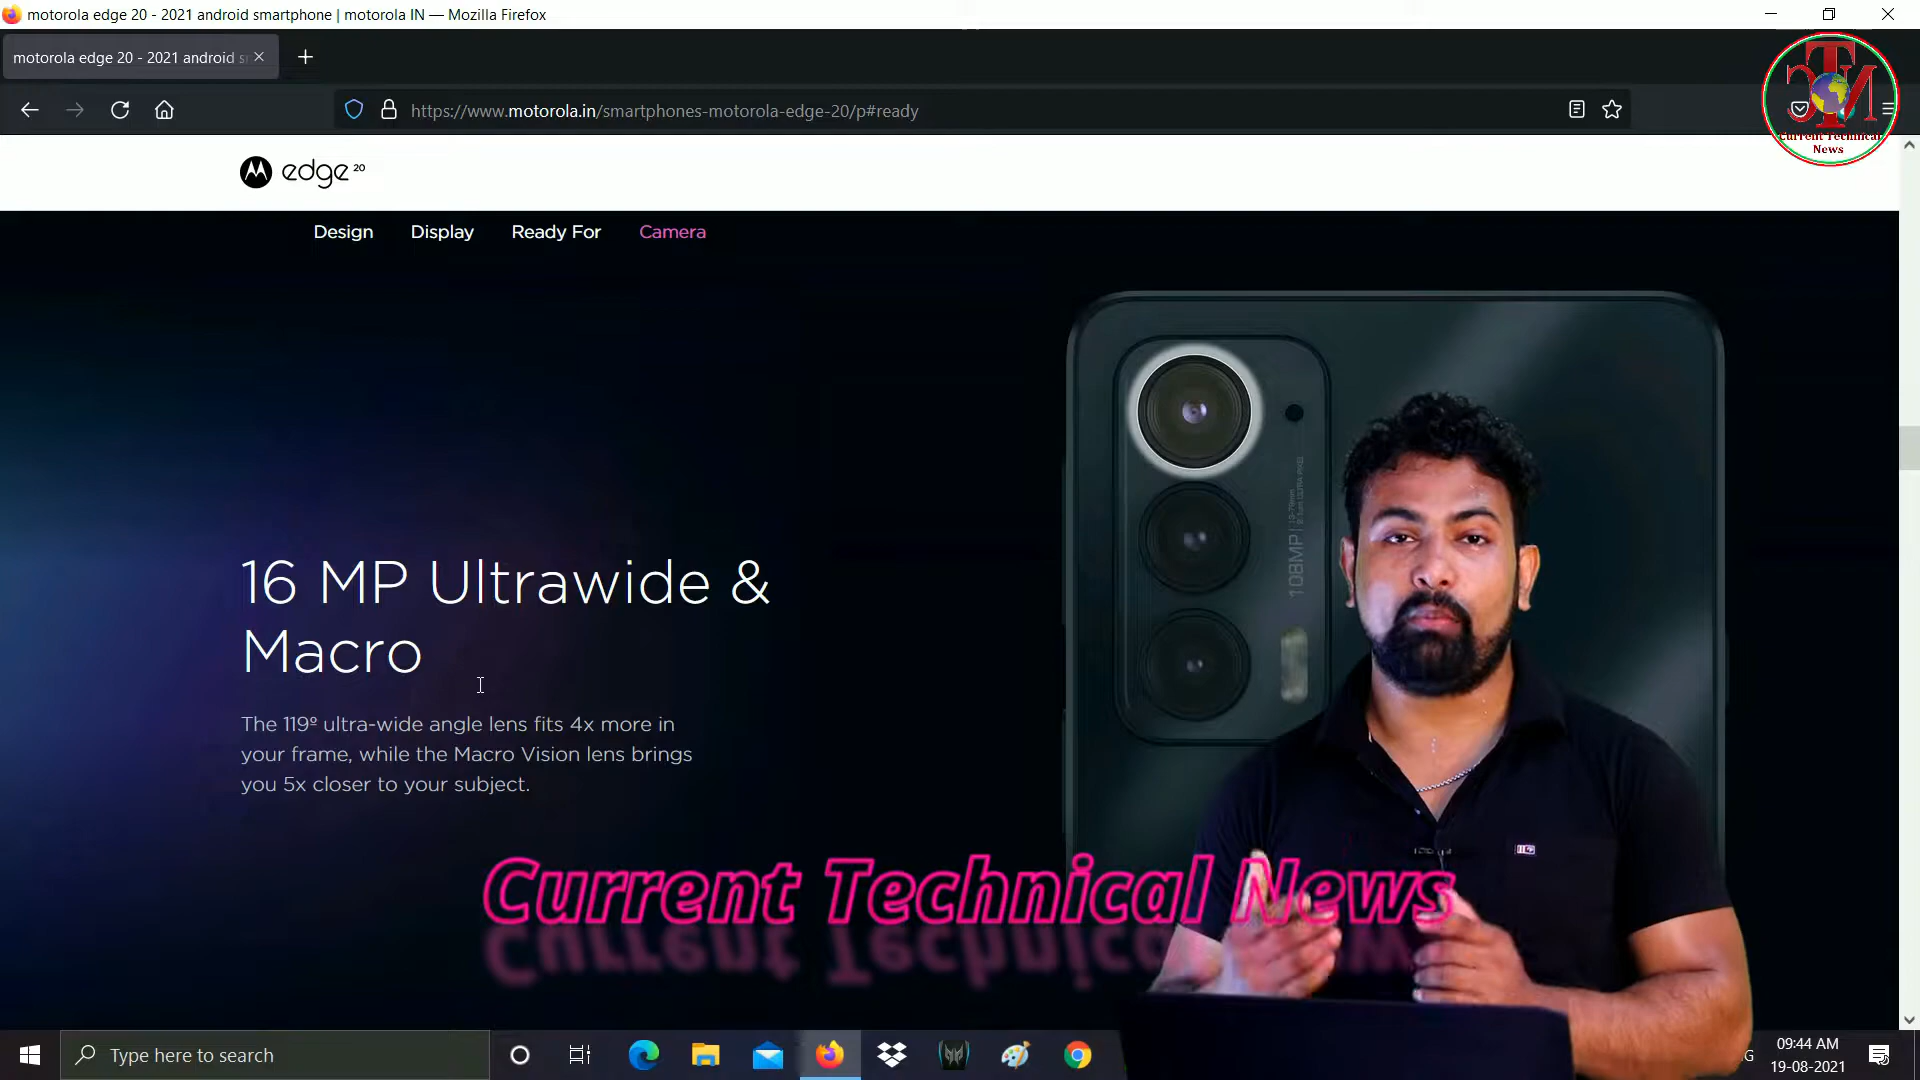 motorola edge 20 - 2021 android smartphone | motorola IN — Mozilla Firefox
motorola edge 20 - 2021 android s
https://www.motorola.in/smartphones-motorola-edge-20/p#ready
CTN
Current Technical
News
edge 20
Design Display Ready For Camera
108MP
16 MP Ultrawide &
Macro
The 119º ultra-wide angle lens fits 4x more in
your frame, while the Macro Vision lens brings
you 5x closer to your subject.
Current Technical News
Type here to search
09:44 AM
19-08-2021